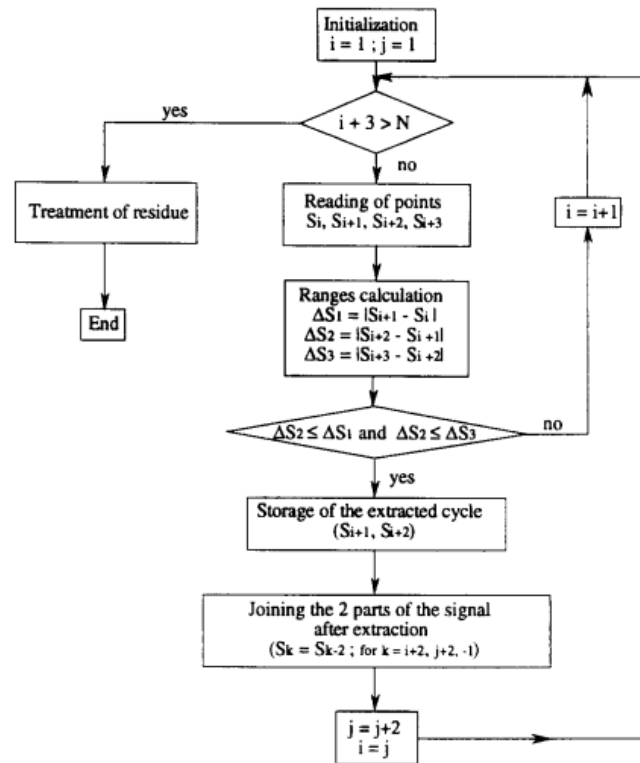 Initialization
i = 1 ; j = 1
yes
i + 3 > N
no
Treatment of residue
Reading of points
Si, Si+1, Si+2, Si+3
i = i+1
End
Ranges calculation
ΔS1 = |Si+1 - Si|
ΔS2 = |Si+2 - Si+1|
ΔS3 = |Si+3 - Si+2|
ΔS2 ≤ ΔS1 and ΔS2 ≤ ΔS3
no
yes
Storage of the extracted cycle
(Si+1, Si+2)
Joining the 2 parts of the signal
after extraction
(Sk = Sk-2 ; for k = i+2, j+2, -1)
j = j+2
i = j